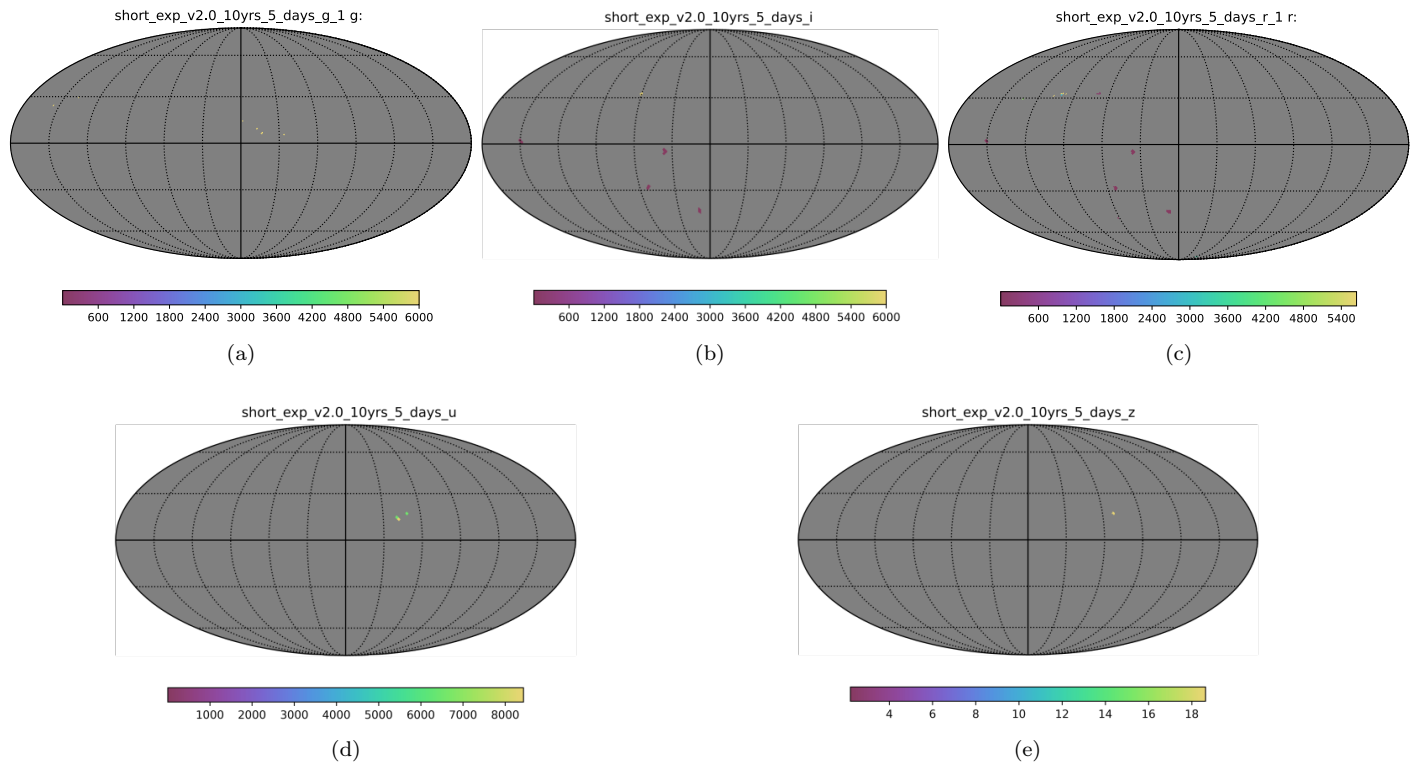 short_exp_v2.0_10yrs_5_days_g_1 g:
600 1200 1800 2400 3000 3600 4200 4800 5400 6000
(a)
short_exp_v2.0_10yrs_5_days_i
600 1200 1800 2400 3000 3600 4200 4800 5400 6000
(b)
short_exp_v2.0_10yrs_5_days_r_1 r:
600 1200 1800 2400 3000 3600 4200 4800 5400
(c)
short_exp_v2.0_10yrs_5_days_u
1000 2000 3000 4000 5000 6000 7000 8000
(d)
short_exp_v2.0_10yrs_5_days_z
4 6 8 10 12 14 16 18
(e)